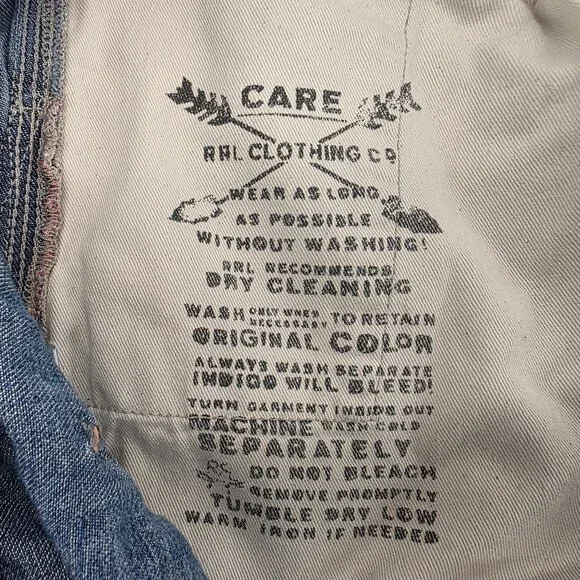 CARE
RRL CLOTHING CO
WEAR AS LONG
AS POSSIBLE
WITHOUT WASHING!
RRL RECOMMENDS
DRY CLEANING
WASH ONLY WHEN NECESSARY TO RETAIN
ORIGINAL COLOR
ALWAYS WASH SEPARATE
INDIGO WILL BLEED!
TURN GARMENT INSIDE OUT
MACHINE WASH COLD
SEPARATELY
DO NOT BLEACH
REMOVE PROMPTLY
TUMBLE DRY LOW
WARM IRON IF NEEDED